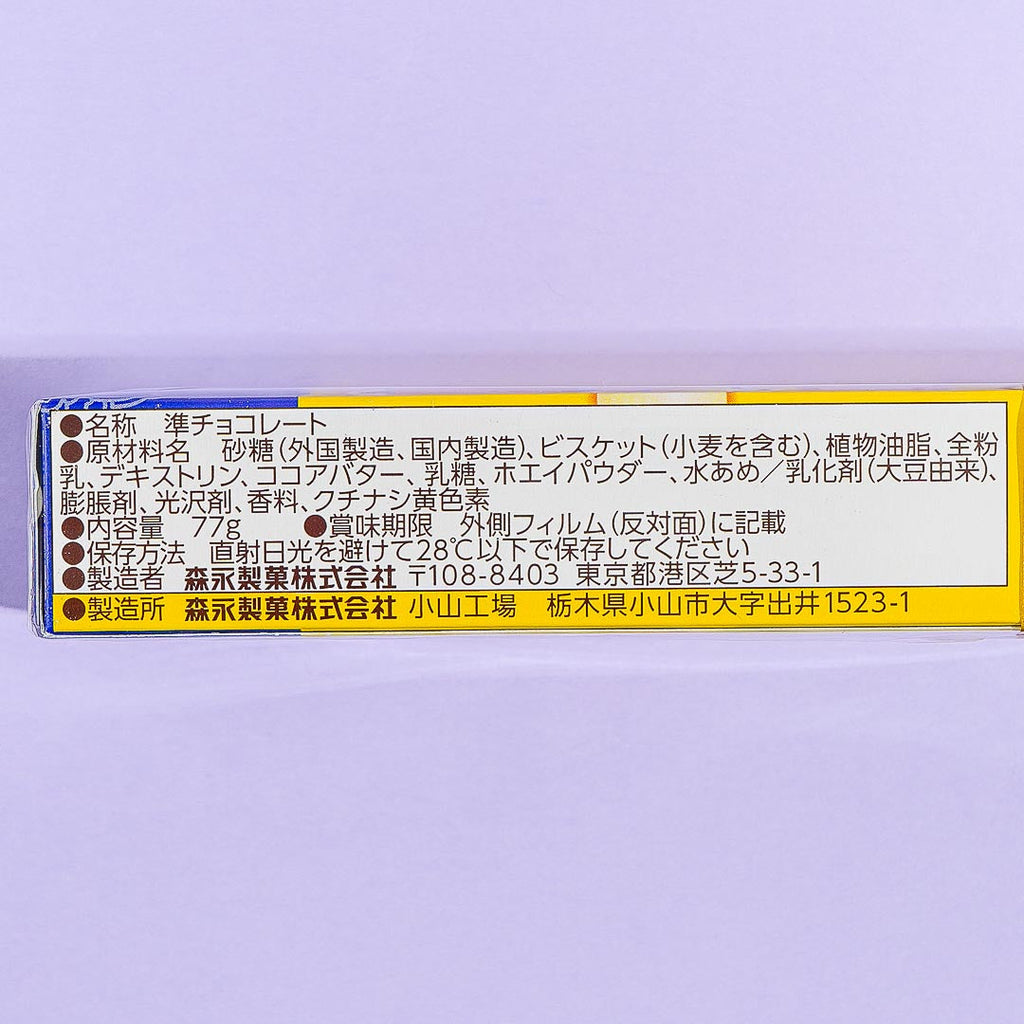 ●名称　準チョコレート
●原材料名　砂糖(外国製造、国内製造)、ビスケット(小麦を含む)、植物油脂、全粉
乳、デキストリン、ココアバター、乳糖、ホエイパウダー、水あめ／乳化剤(大豆由来)、
膨脹剤、光沢剤、香料、クチナシ黄色素
●内容量　77g　●賞味期限　外側フィルム(反対面)に記載
●保存方法　直射日光を避けて28℃以下で保存してください
●製造者　森永製菓株式会社 〒108-8403 東京都港区芝5-33-1
●製造所　森永製菓株式会社 小山工場　栃木県小山市大字出井1523-1